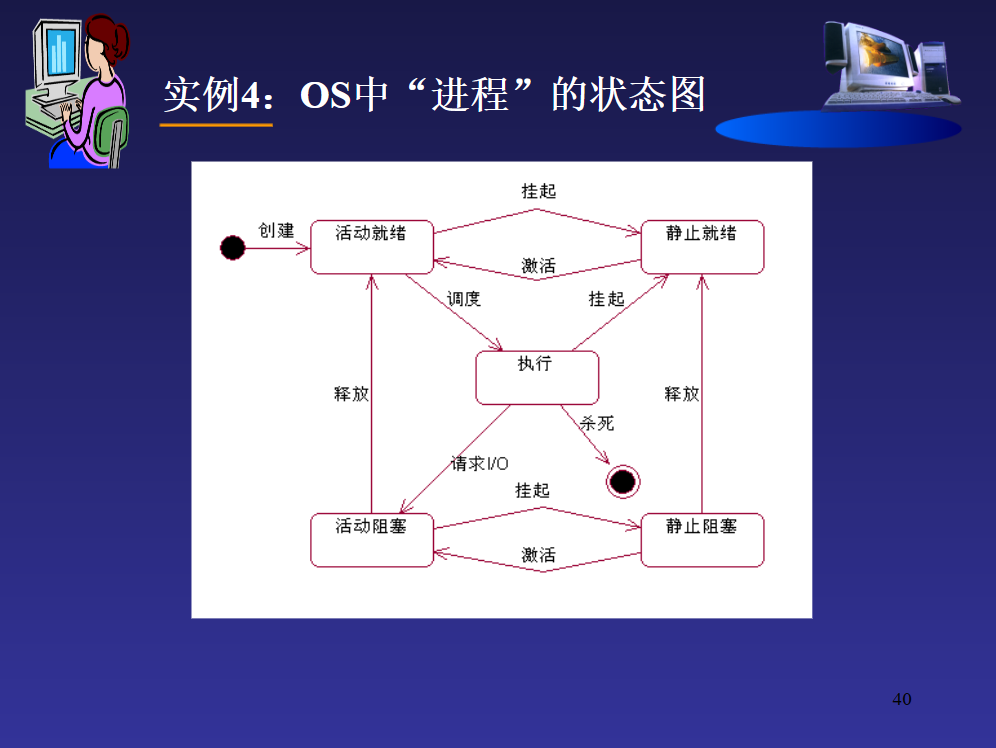 实例4：OS中“进程”的状态图
挂起
创建
活动就绪
静止就绪
激活
调度
挂起
执行
释放
释放
杀死
请求I/O
挂起
活动阻塞
静止阻塞
激活
40